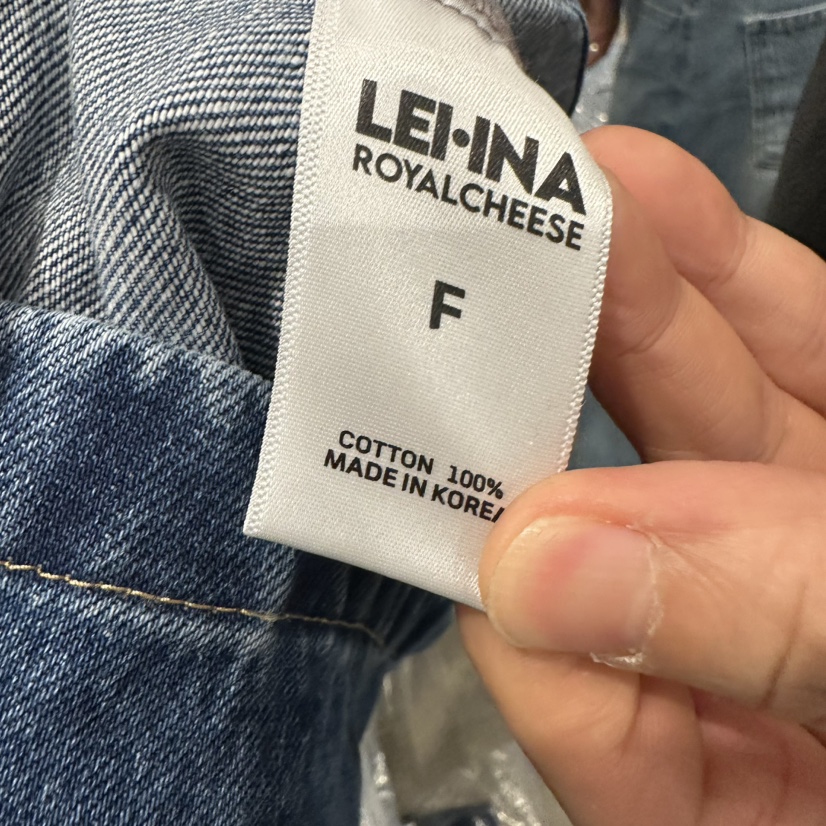 LEI•INA
ROYALCHEESE
F
COTTON 100%
MADE IN KOREA